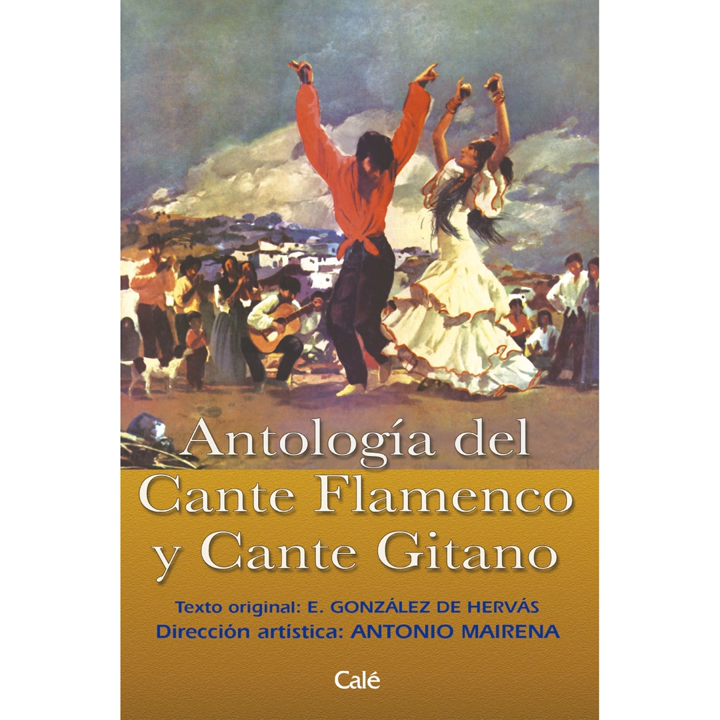 Antología del
Cante Flamenco
y Cante Gitano
Texto original: E. GONZÁLEZ DE HERVÁS
Dirección artística: ANTONIO MAIRENA
Calé